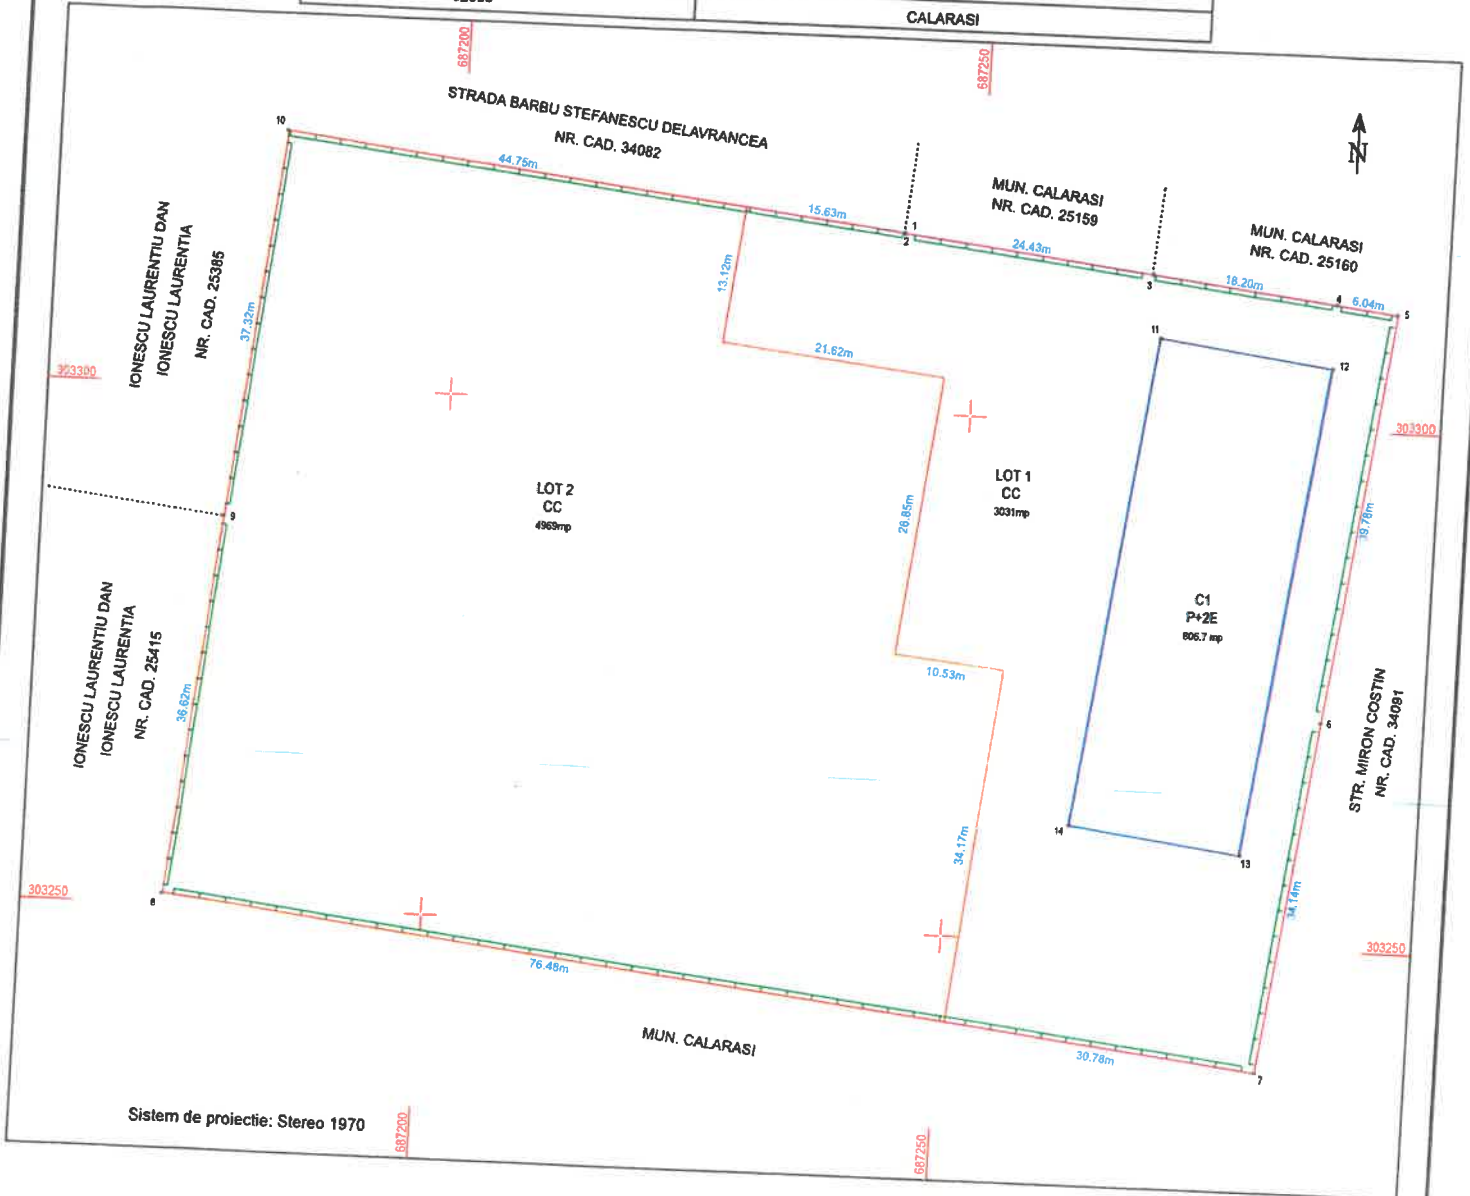 CALARASI
687200
687250
STRADA BARBU STEFANESCU DELAVRANCEA
NR. CAD. 34082
N
10
44.75m
15.63m
1
2
MUN. CALARASI
NR. CAD. 25159
24.43m
3
MUN. CALARASI
NR. CAD. 25160
18.20m
4
6.04m
5
IONESCU LAURENTIU DAN
IONESCU LAURENTIA
NR. CAD. 25385
37.32m
13.12m
21.62m
11
12
303300
303300
LOT 2
CC
4969mp
LOT 1
CC
3031mp
26.85m
39.78m
9
C1
P+2E
806.7 mp
IONESCU LAURENTIU DAN
IONESCU LAURENTIA
NR. CAD. 25415
36.62m
10.53m
6
STR. MIRON COSTIN
NR. CAD. 34091
34.17m
14
13
34.14m
303250
8
303250
76.48m
30.78m
7
MUN. CALARASI
Sistem de proiectie: Stereo 1970
687200
687250